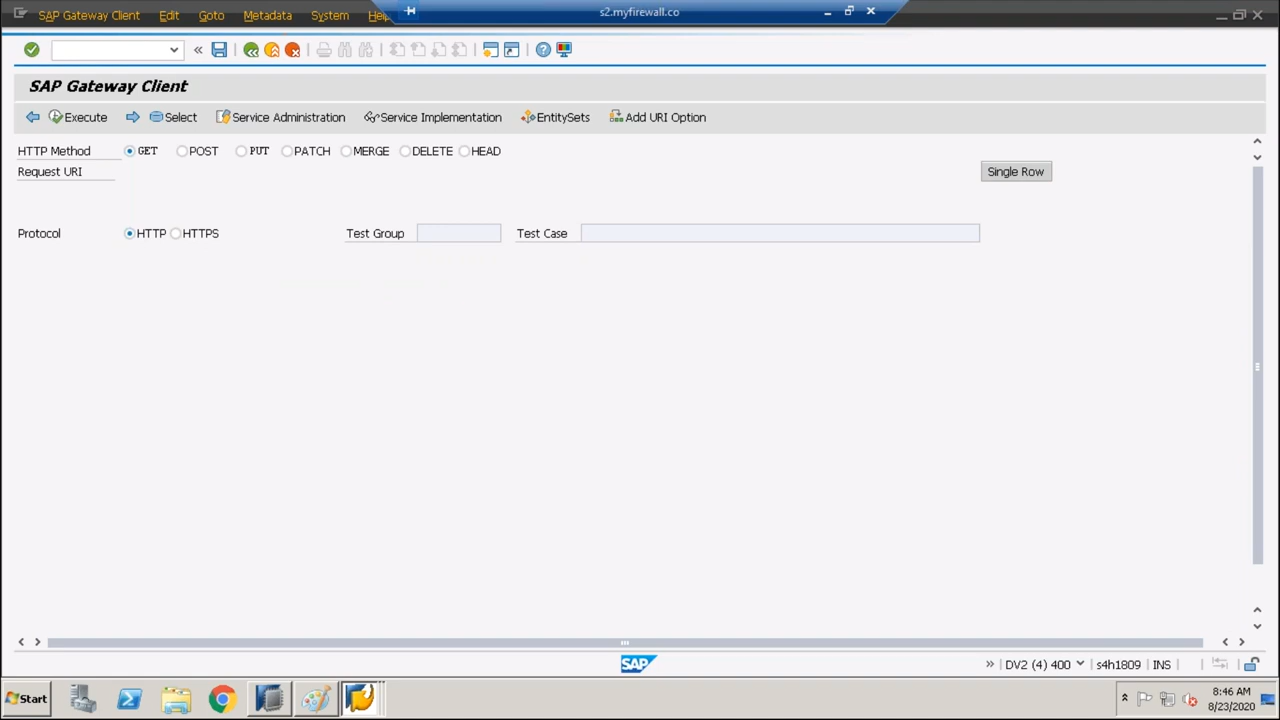 SAP Gateway Client Edit Goto Metadata System Help s2.myfirewall.co
SAP Gateway Client
Execute Select Service Administration Service Implementation EntitySets Add URI Option
HTTP Method GET POST PUT PATCH MERGE DELETE HEAD
Request URI Single Row
Protocol HTTP HTTPS Test Group Test Case
SAP DV2 (4) 400 s4h1809 INS
Start 8:46 AM
8/23/2020